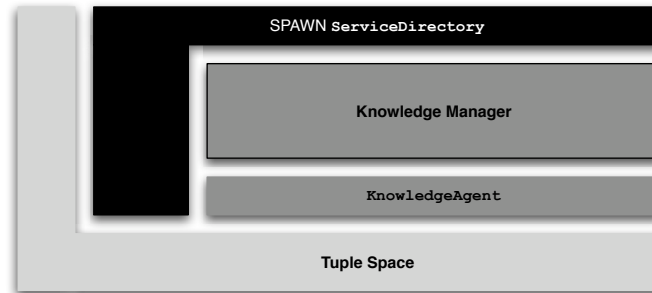 SPAWN ServiceDirectory
Knowledge Manager
KnowledgeAgent
Tuple Space